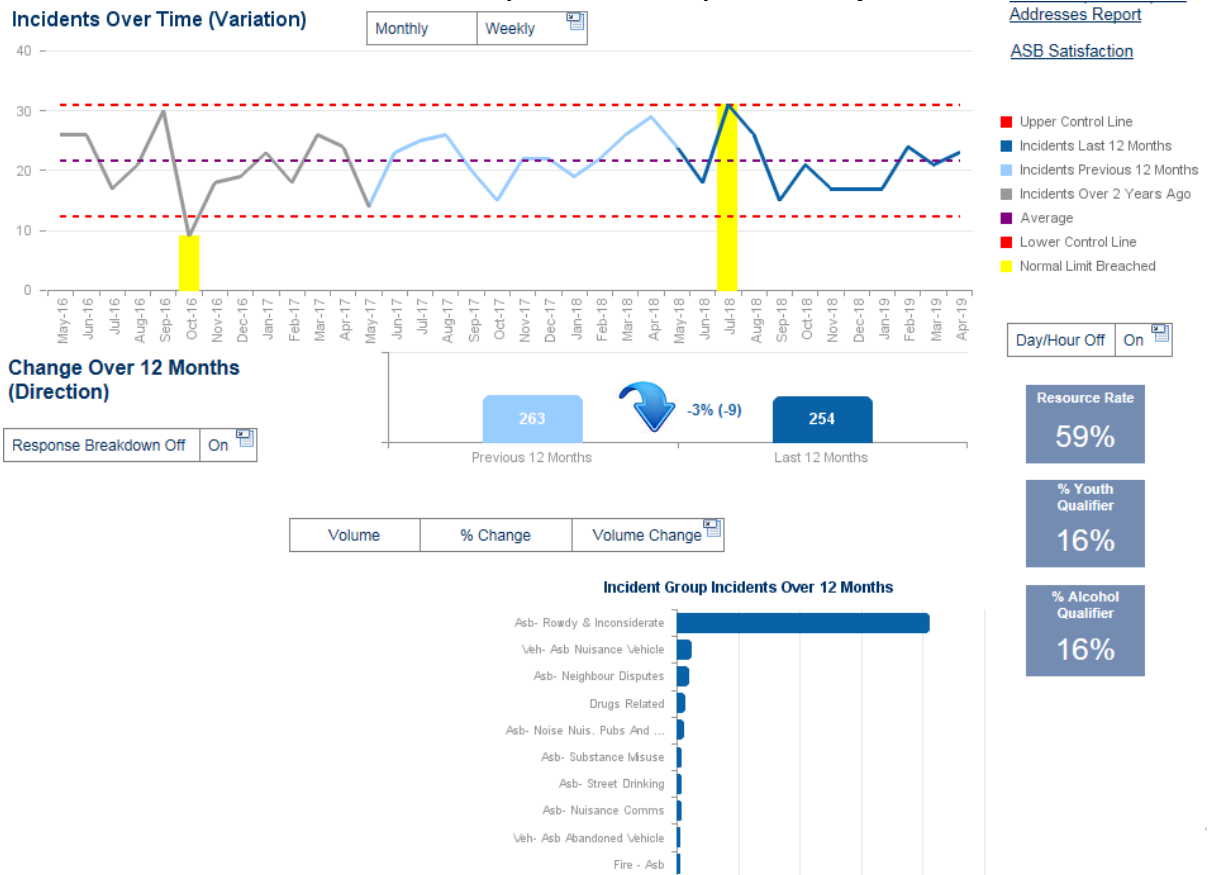 Incidents Over Time (Variation)
Monthly Weekly
Addresses Report
ASB Satisfaction
40
30
20
10
0
May-16 Jun-16 Jul-16 Aug-16 Sep-16 Oct-16 Nov-16 Dec-16 Jan-17 Feb-17 Mar-17 Apr-17 May-17 Jun-17 Jul-17 Aug-17 Sep-17 Oct-17 Nov-17 Dec-17 Jan-18 Feb-18 Mar-18 Apr-18 May-18 Jun-18 Jul-18 Aug-18 Sep-18 Oct-18 Nov-18 Dec-18 Jan-19 Feb-19 Mar-19 Apr-19
Upper Control Line
Incidents Last 12 Months
Incidents Previous 12 Months
Incidents Over 2 Years Ago
Average
Lower Control Line
Normal Limit Breached
Day/Hour Off On
Change Over 12 Months
(Direction)
Response Breakdown Off On
263
-3% (-9)
254
Previous 12 Months
Last 12 Months
Resource Rate
59%
% Youth
Qualifier
16%
% Alcohol
Qualifier
16%
Volume % Change Volume Change
Incident Group Incidents Over 12 Months
Asb- Rowdy & Inconsiderate
Veh- Asb Nuisance Vehicle
Asb- Neighbour Disputes
Drugs Related
Asb- Noise Nuis. Pubs And ...
Asb- Substance Misuse
Asb- Street Drinking
Asb- Nuisance Comms
Veh- Asb Abandoned Vehicle
Fire - Asb